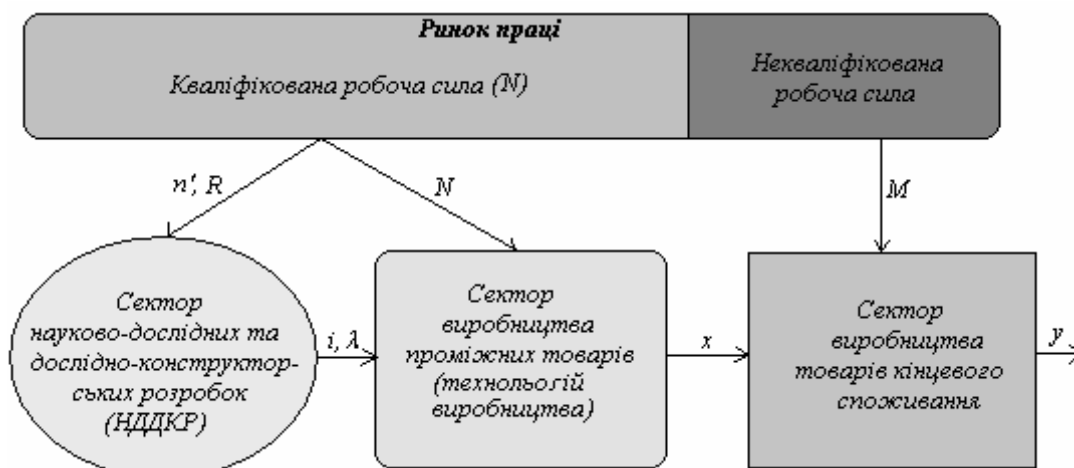 Ринок праці
Кваліфікована робоча сила (N)
Некваліфікована
робоча сила
n', R
N
M
Сектор
науково-дослідних та
дослідно-конструктор-
ських розробок
(НДДКР)
i, λ
Сектор
виробництва
проміжних товарів
(технольогій
виробництва)
x
Сектор
виробництва
товарів кінцевого
споживання
y